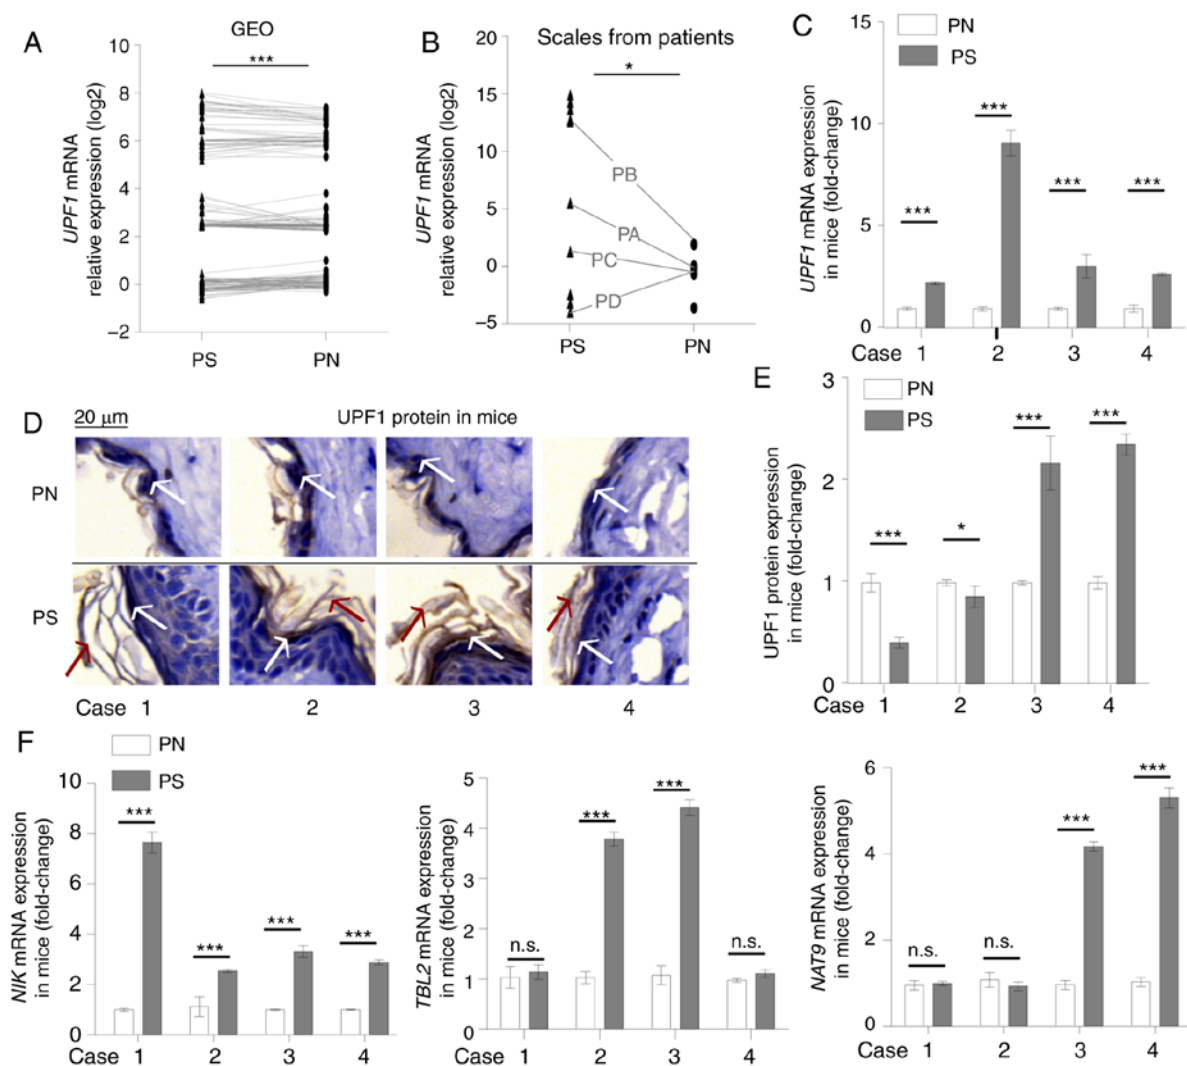 A
GEO
***
UPF1 mRNA
relative expression (log2)
10
8
6
4
2
0
−2
PS PN
B
Scales from patients
*
UPF1 mRNA
relative expression (log2)
20
15
10
5
0
−5
PB
PA
PC
PD
PS PN
C
PN
PS
UPF1 mRNA expression
in mice (fold-change)
15
10
5
0
*** *** *** ***
Case 1 2 3 4
D
20 µm
UPF1 protein in mice
PN
PS
Case 1 2 3 4
E
PN
PS
UPF1 protein expression
in mice (fold-change)
3
2
1
0
*** * *** ***
Case 1 2 3 4
F
PN
PS
NIK mRNA expression
in mice (fold-change)
10
8
6
4
2
0
*** *** *** ***
Case 1 2 3 4
TBL2 mRNA expression
in mice (fold-change)
5
4
3
2
1
0
n.s. *** *** n.s.
Case 1 2 3 4
NAT9 mRNA expression
in mice (fold-change)
6
4
2
0
n.s. n.s. *** ***
Case 1 2 3 4